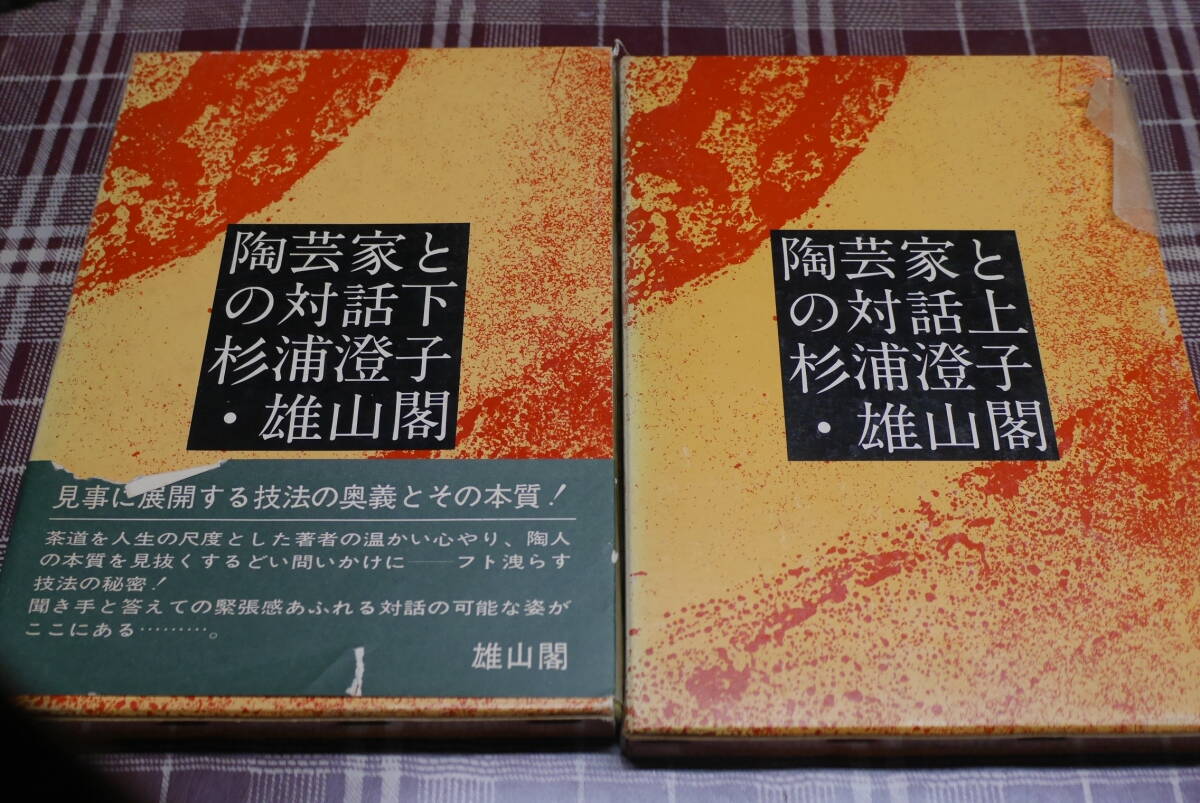 陶芸家と
の対話下
杉浦澄子
・雄山閣
見事に展開する技法の奥義とその本質！
茶道を人生の尺度とした著者の温かい心やり、陶人
の本質を見抜くするどい問いかけに──フト洩らす
技法の秘密！
聞き手と答えての緊張感あふれる対話の可能な姿が
ここにある………。
雄山閣
陶芸家と
の対話上
杉浦澄子
・雄山閣